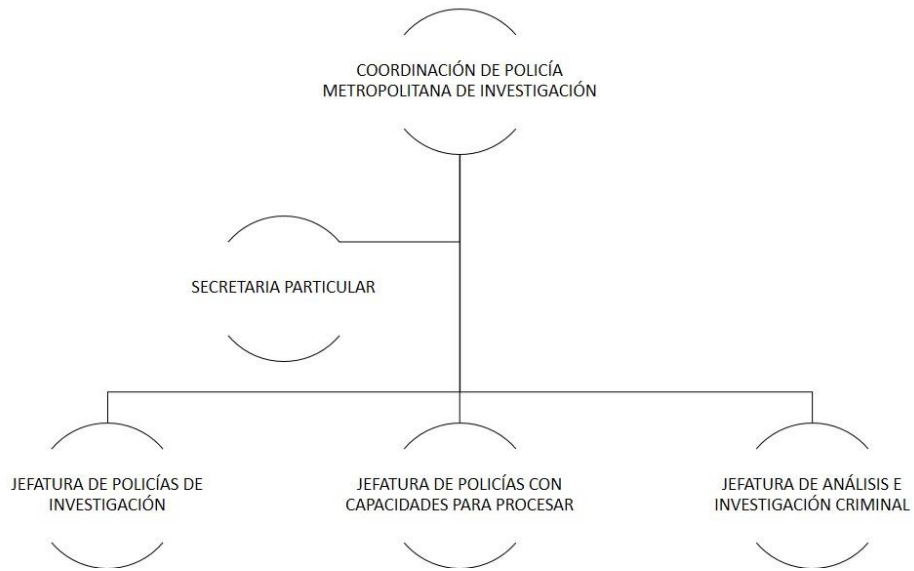 COORDINACIÓN DE POLICÍA
METROPOLITANA DE INVESTIGACIÓN
SECRETARIA PARTICULAR
JEFATURA DE POLICÍAS DE
INVESTIGACIÓN
JEFATURA DE POLICÍAS CON
CAPACIDADES PARA PROCESAR
JEFATURA DE ANÁLISIS E
INVESTIGACIÓN CRIMINAL